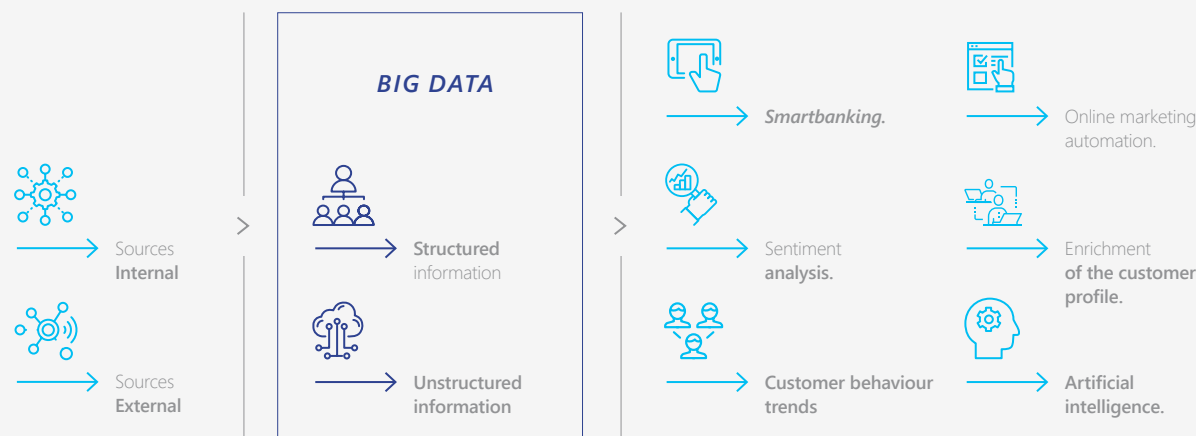 Sources
Internal
Sources
External
>
BIG DATA
Structured
information
Unstructured
information
>
Smartbanking.
Sentiment
analysis.
Customer behaviour
trends
Online marketing
automation.
Enrichment
of the customer
profile.
Artificial
intelligence.